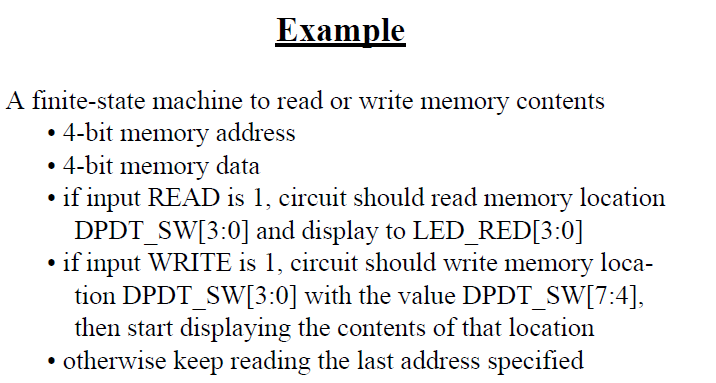 Example
A finite-state machine to read or write memory contents
• 4-bit memory address
• 4-bit memory data
• if input READ is 1, circuit should read memory location
DPDT_SW[3:0] and display to LED_RED[3:0]
• if input WRITE is 1, circuit should write memory loca-
tion DPDT_SW[3:0] with the value DPDT_SW[7:4],
then start displaying the contents of that location
• otherwise keep reading the last address specified